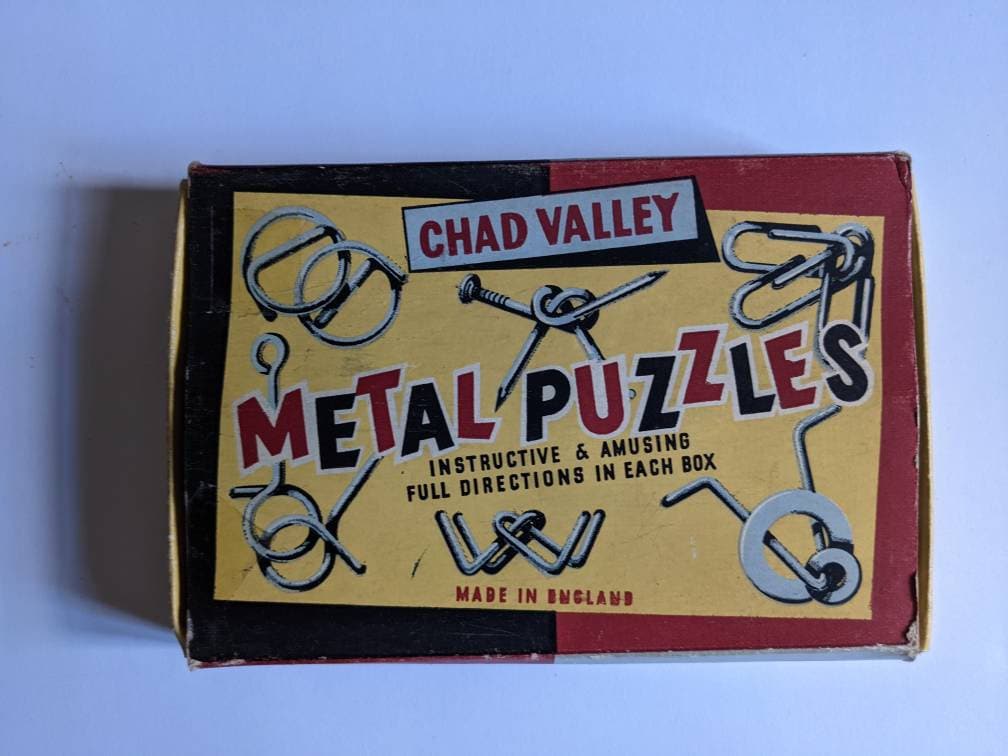 CHAD VALLEY
METAL PUZZLES
INSTRUCTIVE & AMUSING
FULL DIRECTIONS IN EACH BOX
MADE IN ENGLAND